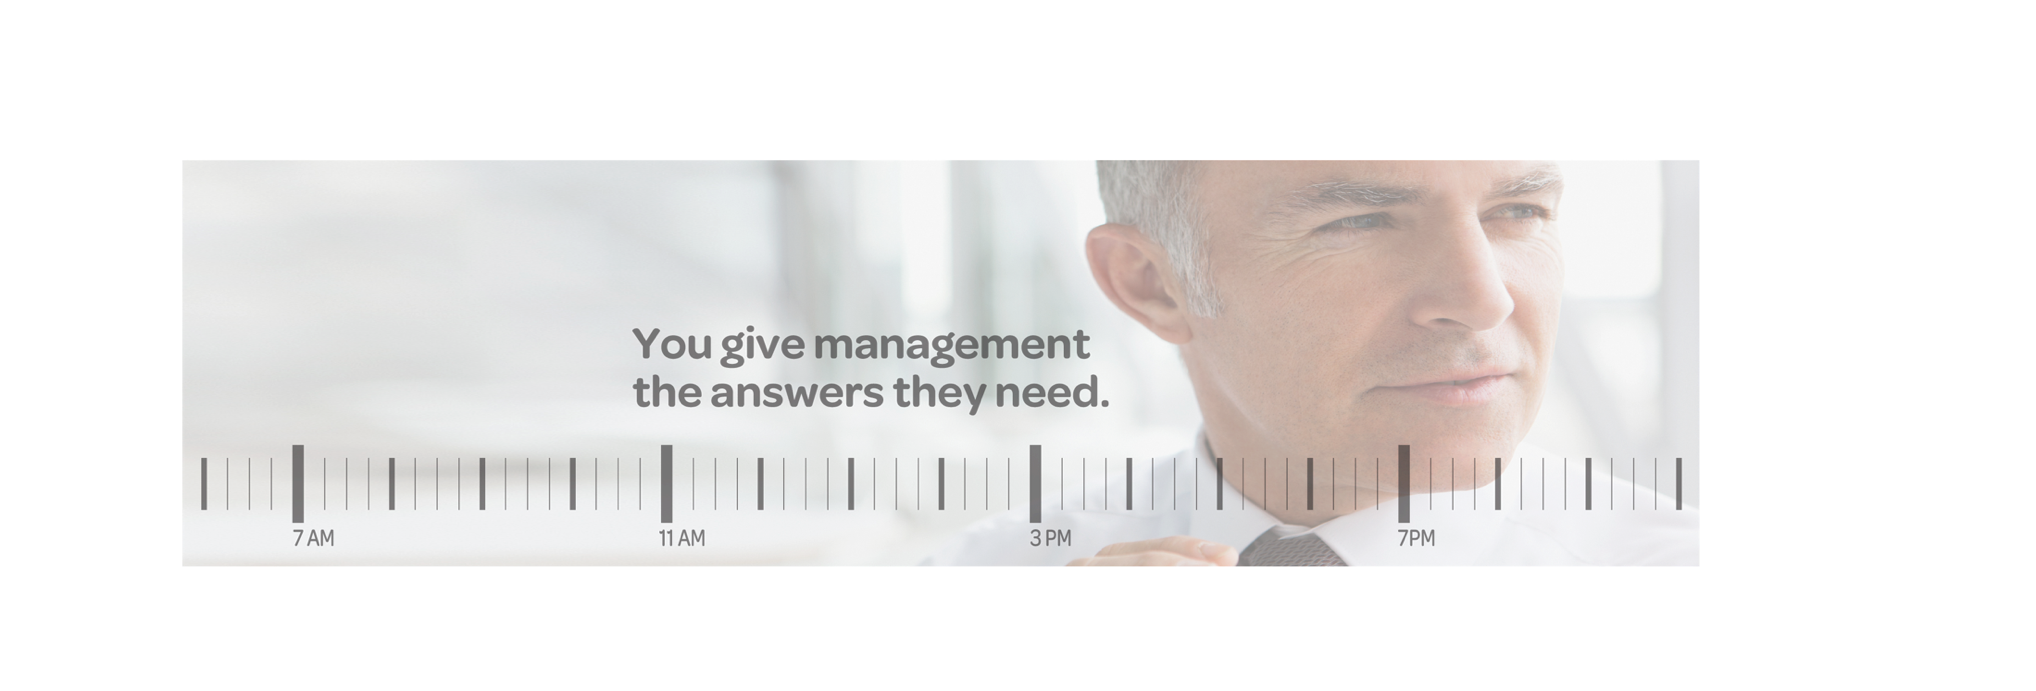 You give management
the answers they need.
7 AM 11 AM 3 PM 7PM